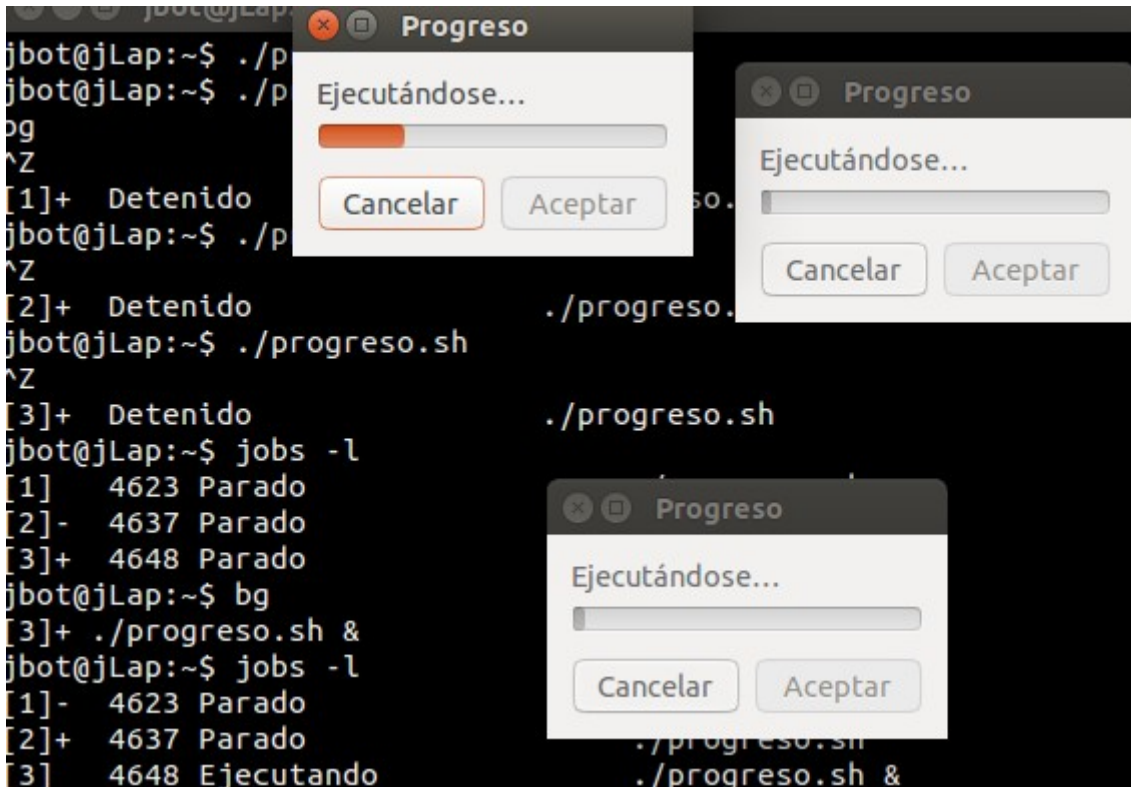 jbot@jLap:~$ ./p
jbot@jLap:~$ ./p
bg
^Z
[1]+ Detenido so.
jbot@jLap:~$ ./p
^Z
[2]+ Detenido ./progreso.
jbot@jLap:~$ ./progreso.sh
^Z
[3]+ Detenido ./progreso.sh
jbot@jLap:~$ jobs -l
[1] 4623 Parado
[2]- 4637 Parado
[3]+ 4648 Parado
jbot@jLap:~$ bg
[3]+ ./progreso.sh &
jbot@jLap:~$ jobs -l
[1]- 4623 Parado
[2]+ 4637 Parado ./progreso.sh
[3] 4648 Ejecutando ./progreso.sh &
Progreso
Ejecutándose...
Cancelar Aceptar
Progreso
Ejecutándose...
Cancelar Aceptar
Progreso
Ejecutándose...
Cancelar Aceptar